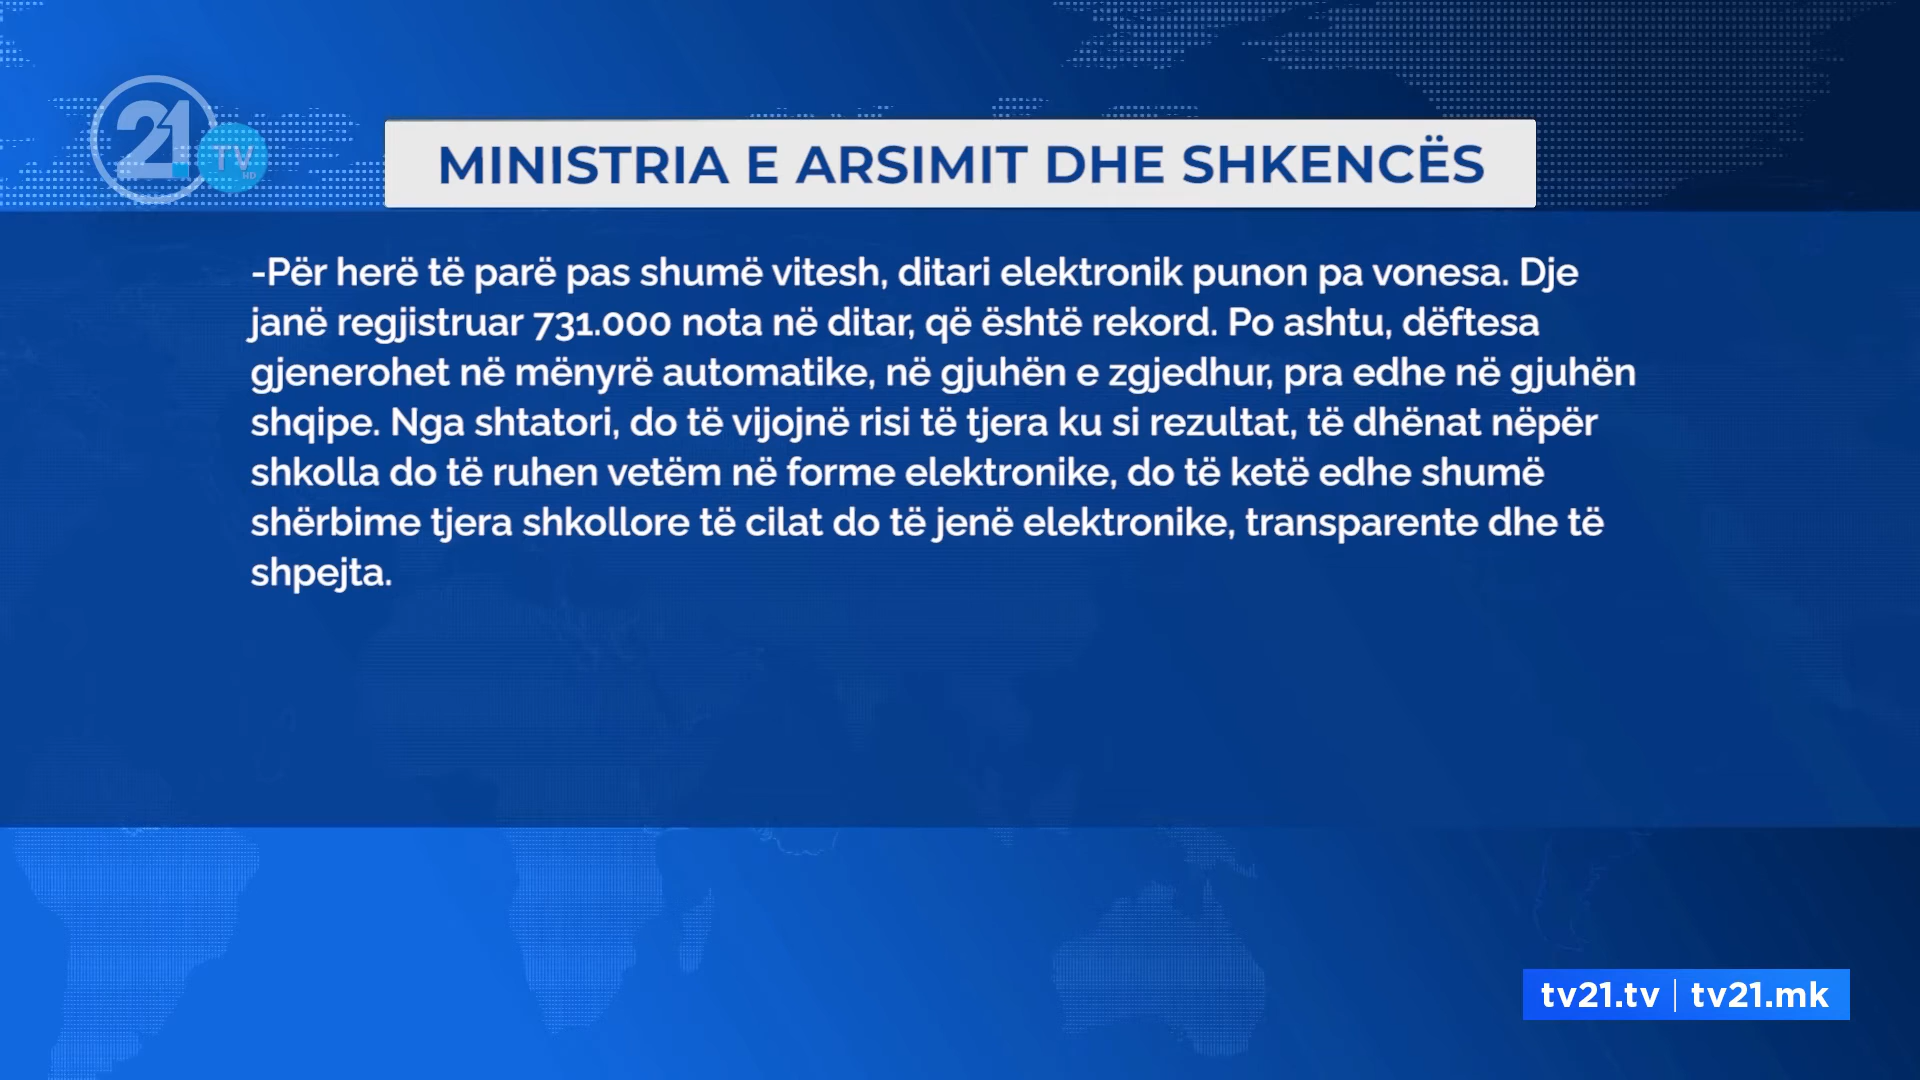 21 TV HD
MINISTRIA E ARSIMIT DHE SHKENCËS
-Për herë të parë pas shumë vitesh, ditari elektronik punon pa vonesa. Dje
janë regjistruar 731.000 nota në ditar, që është rekord. Po ashtu, dëftesa
gjenerohet në mënyrë automatike, në gjuhën e zgjedhur, pra edhe në gjuhën
shqipe. Nga shtatori, do të vijojnë risi të tjera ku si rezultat, të dhënat nëpër
shkolla do të ruhen vetëm në forme elektronike, do të ketë edhe shumë
shërbime tjera shkollore të cilat do të jenë elektronike, transparente dhe të
shpejta.
tv21.tv | tv21.mk